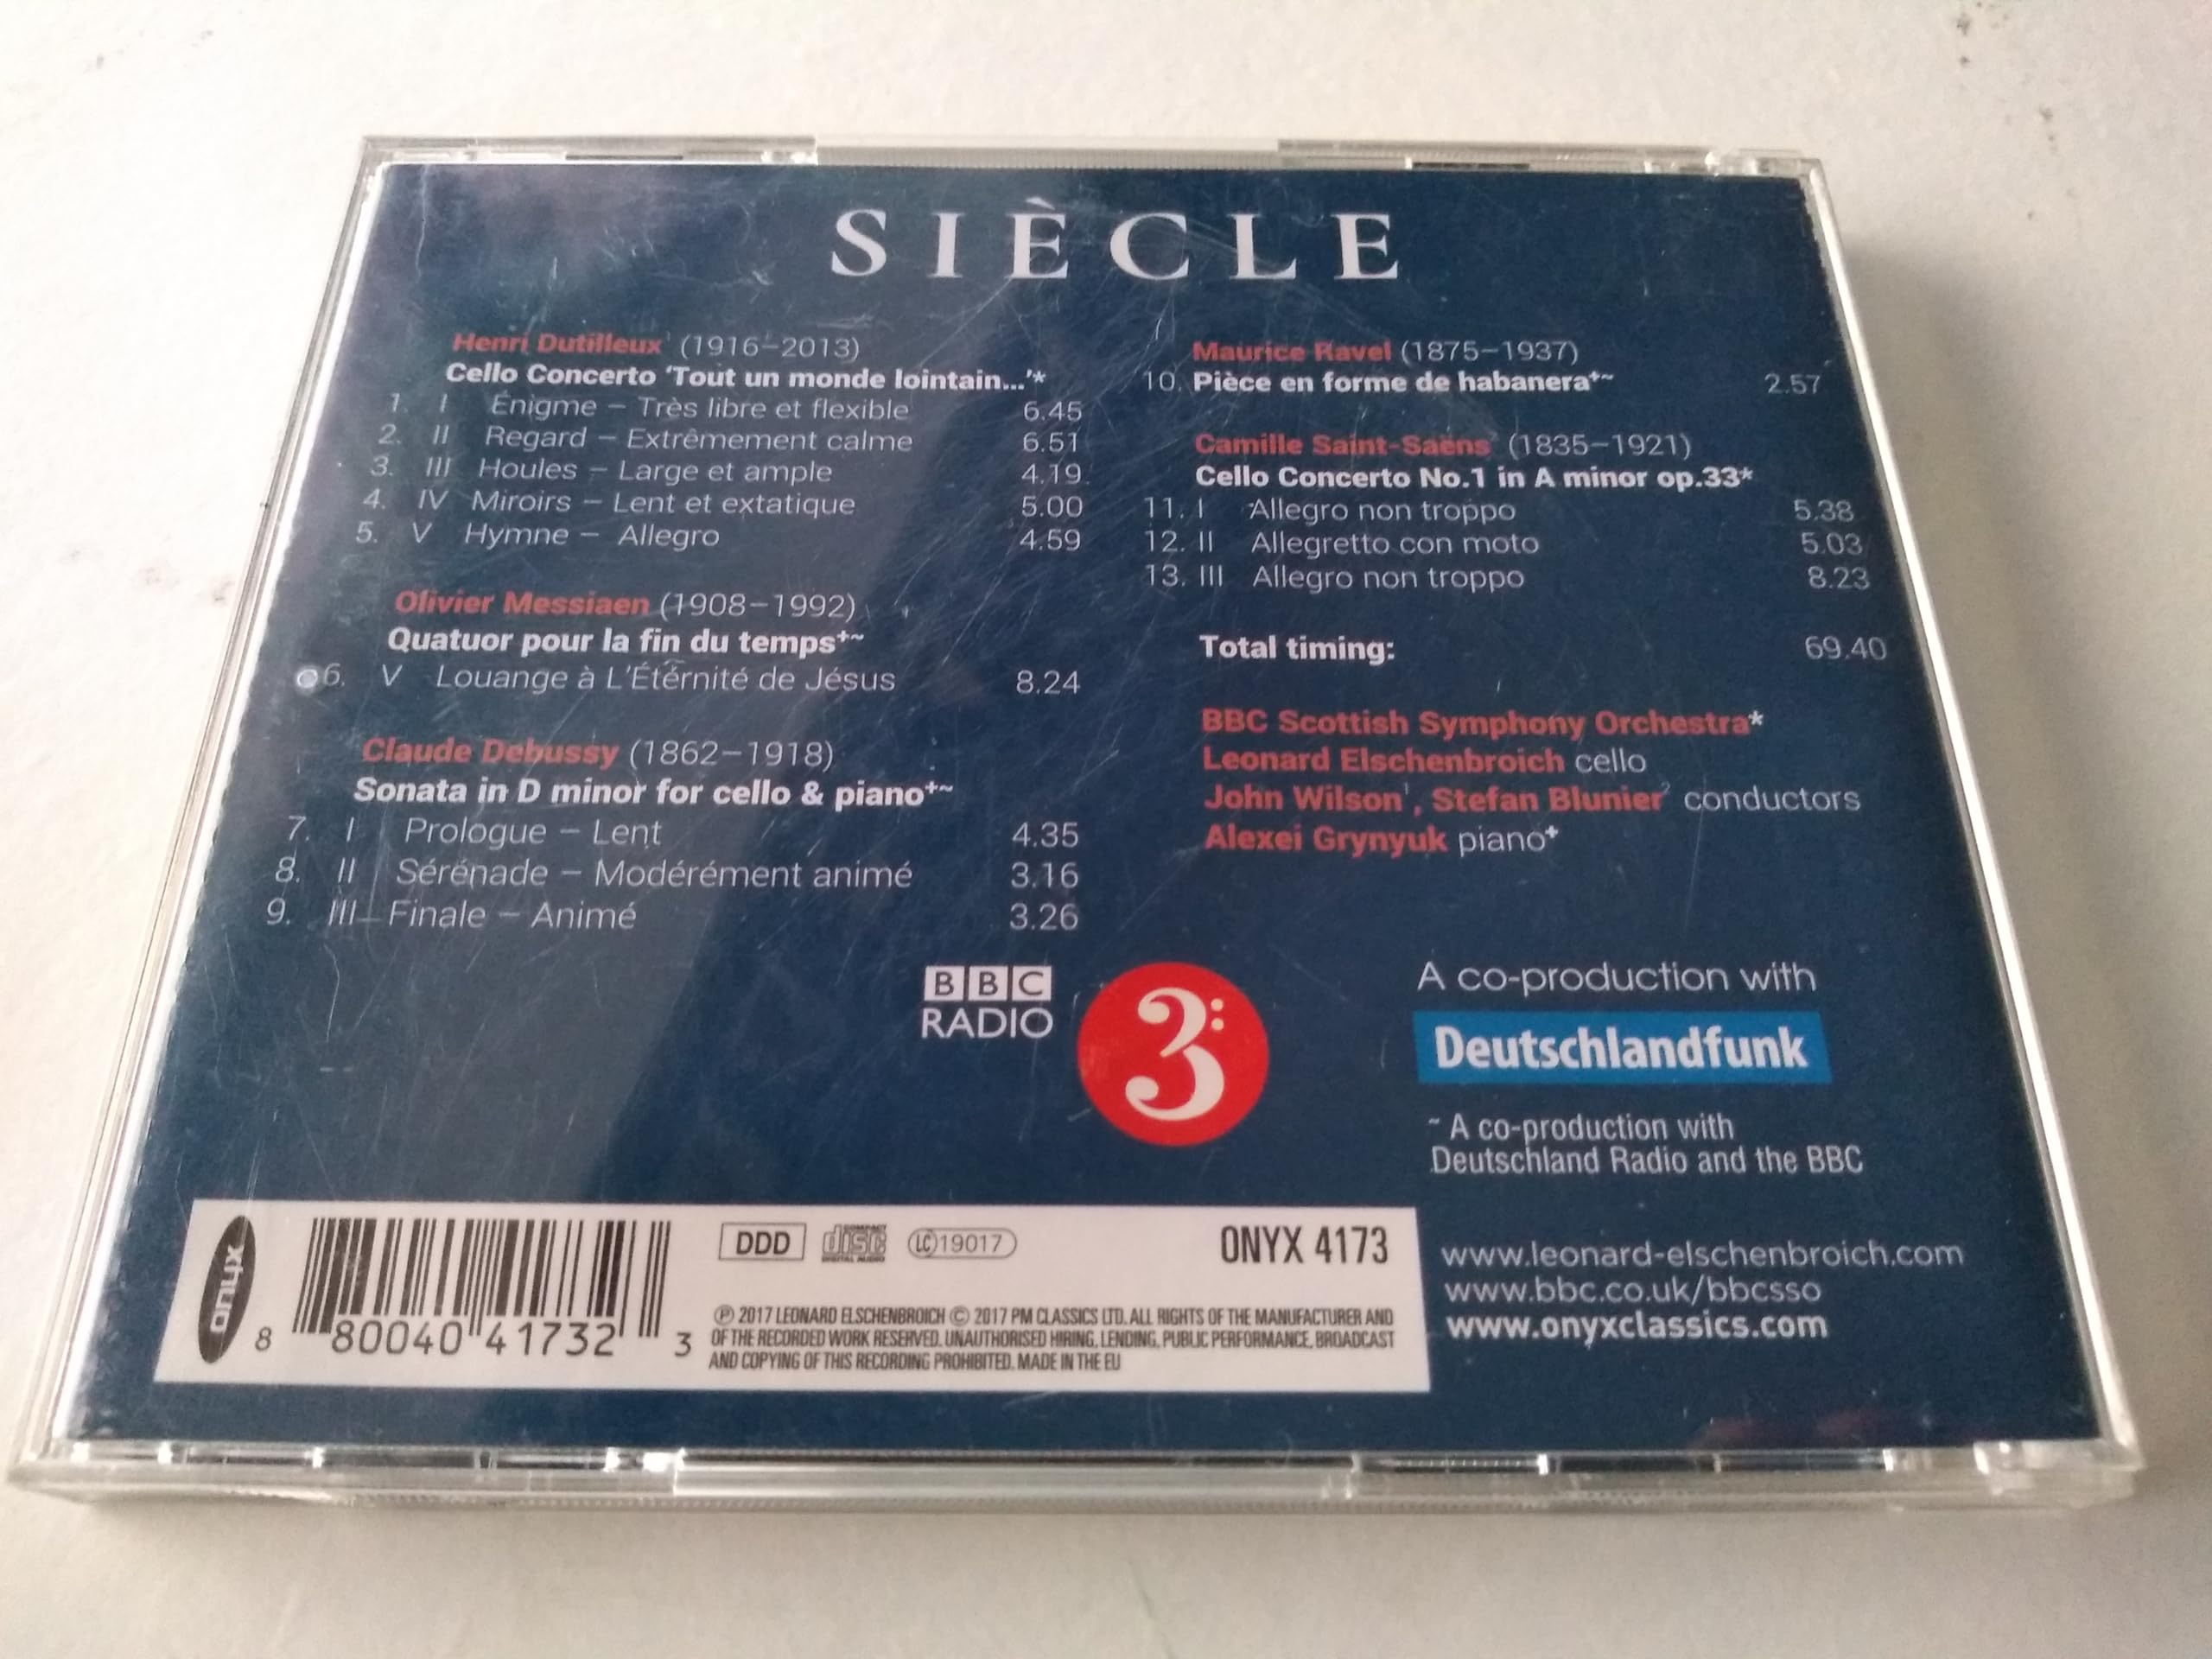 SIÈCLE
Henri Dutilleux¹ (1916–2013)
Cello Concerto ‘Tout un monde lointain...’*
1. I Énigme – Très libre et flexible 6.45
2. II Regard – Extrêmement calme 6.51
3. III Houles – Large et ample 4.19
4. IV Miroirs – Lent et extatique 5.00
5. V Hymne – Allegro 4.59
Olivier Messiaen (1908–1992)
Quatuor pour la fin du temps⁺~
6. V Louange à L'Éternité de Jésus 8.24
Claude Debussy (1862–1918)
Sonata in D minor for cello & piano⁺~
7. I Prologue – Lent 4.35
8. II Sérénade – Modérément animé 3.16
9. III Finale – Animé 3.26
Maurice Ravel (1875–1937)
10. Pièce en forme de habanera⁺~ 2.57
Camille Saint-Saëns² (1835–1921)
Cello Concerto No.1 in A minor op.33*
11. I Allegro non troppo 5.38
12. II Allegretto con moto 5.03
13. III Allegro non troppo 8.23
Total timing: 69.40
BBC Scottish Symphony Orchestra*
Leonard Elschenbroich cello
John Wilson¹, Stefan Blunier² conductors
Alexei Grynyuk piano⁺
BBC
RADIO
3
A co-production with
Deutschlandfunk
~ A co-production with
Deutschland Radio and the BBC
onyx
8 80040 41732 3
DDD
COMPACT
disc
DIGITAL AUDIO
LC 19017
ONYX 4173
℗ 2017 LEONARD ELSCHENBROICH © 2017 PM CLASSICS LTD. ALL RIGHTS OF THE MANUFACTURER AND
OF THE RECORDED WORK RESERVED. UNAUTHORISED HIRING, LENDING, PUBLIC PERFORMANCE, BROADCAST
AND COPYING OF THIS RECORDING PROHIBITED. MADE IN THE EU
www.leonard-elschenbroich.com
www.bbc.co.uk/bbcsso
www.onyxclassics.com